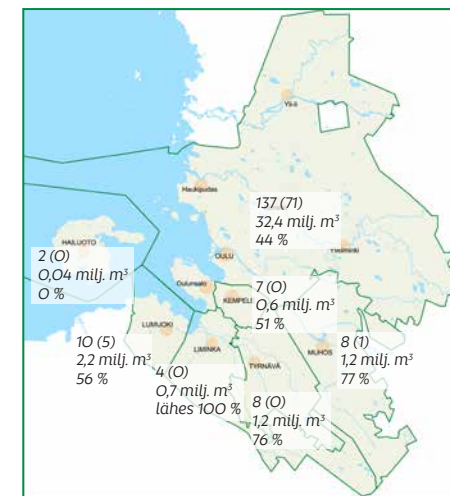 Yli-Ii
Haukipudas
137 (71)
32,4 milj. m³
44 %
Ylikiiminki
HAILUOTO
2 (0)
0,04 milj. m³
0 %
OULU
Oulunsalo
KEMPELE
7 (0)
0,6 milj. m³
51 %
LUMIJOKI
10 (5)
2,2 milj. m³
56 %
LIMINKA
4 (0)
0,7 milj. m³
lähes 100 %
TYRNÄVÄ
8 (0)
1,2 milj. m³
76 %
MUHOS
8 (1)
1,2 milj. m³
77 %